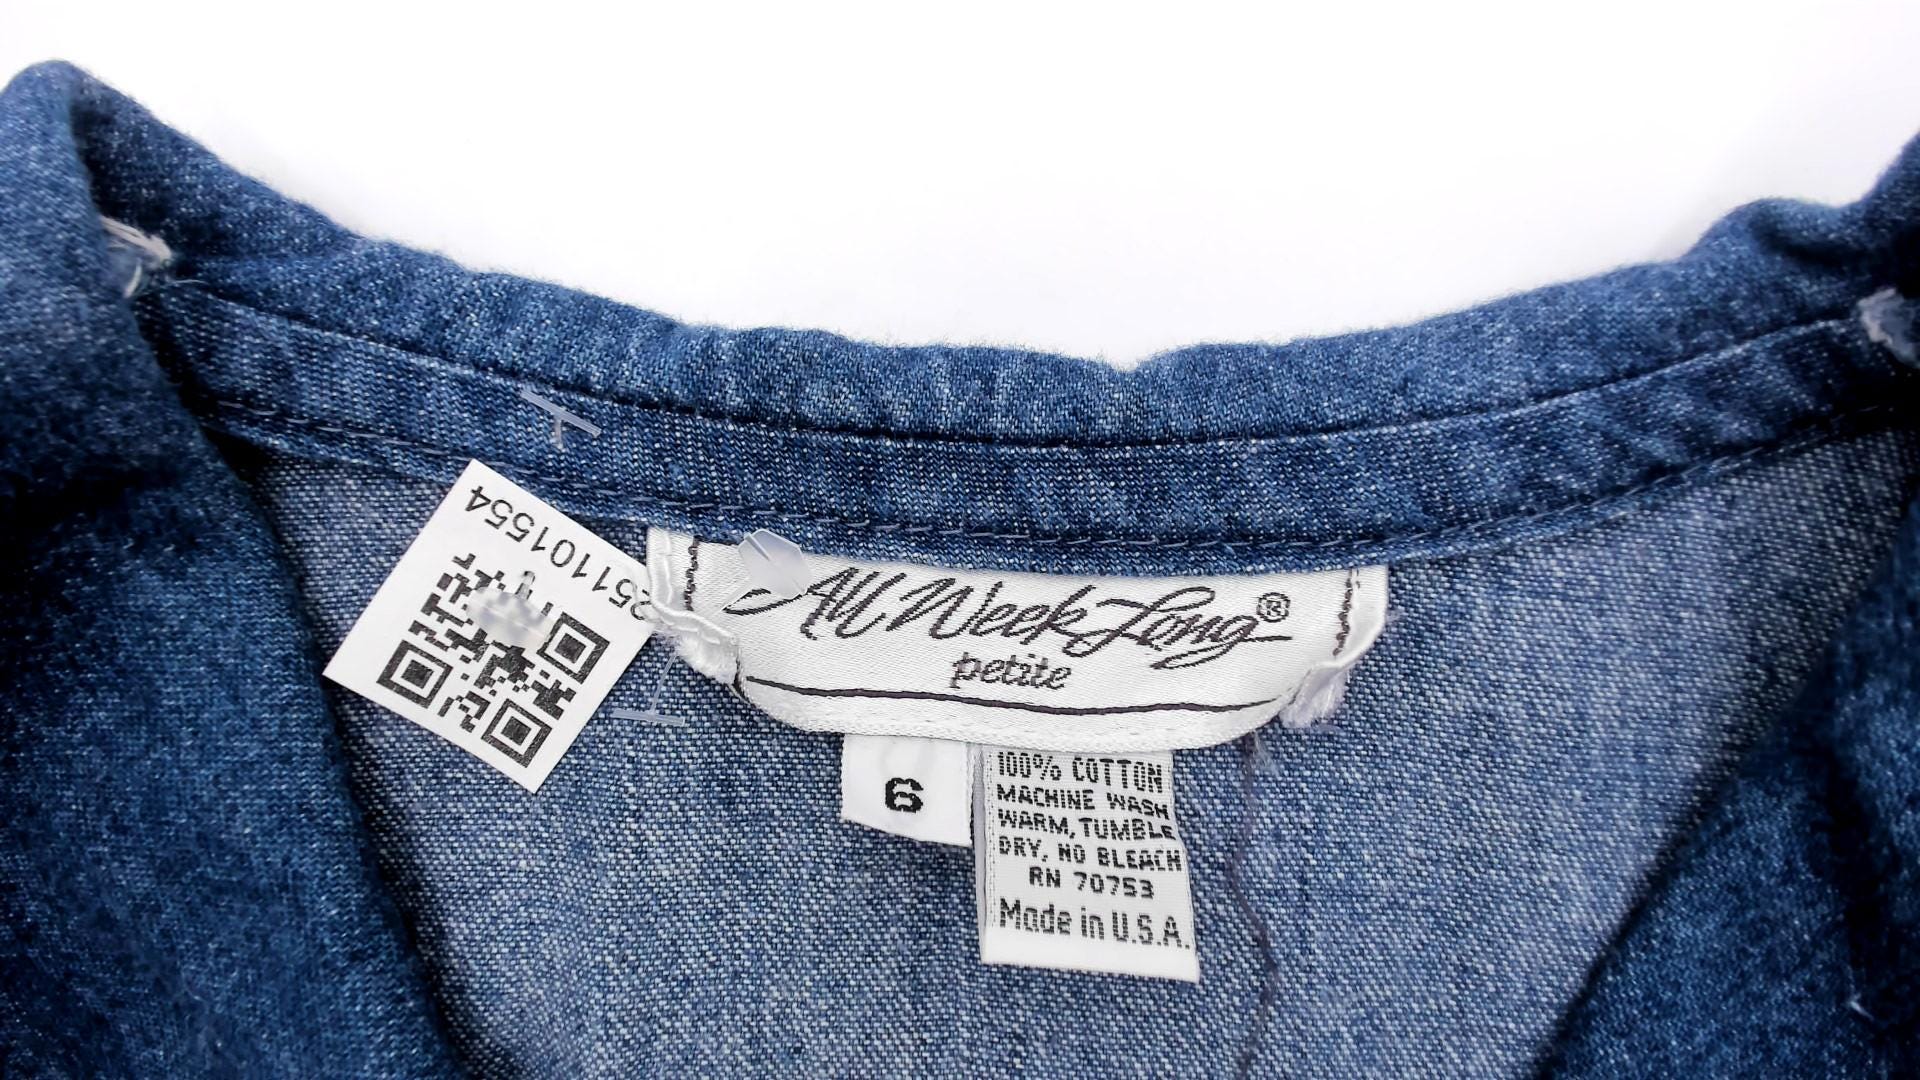 251101554
All Week Long®
petite
6
100% COTTON
MACHINE WASH
WARM, TUMBLE
DRY, NO BLEACH
RN 70753
Made in U.S.A.